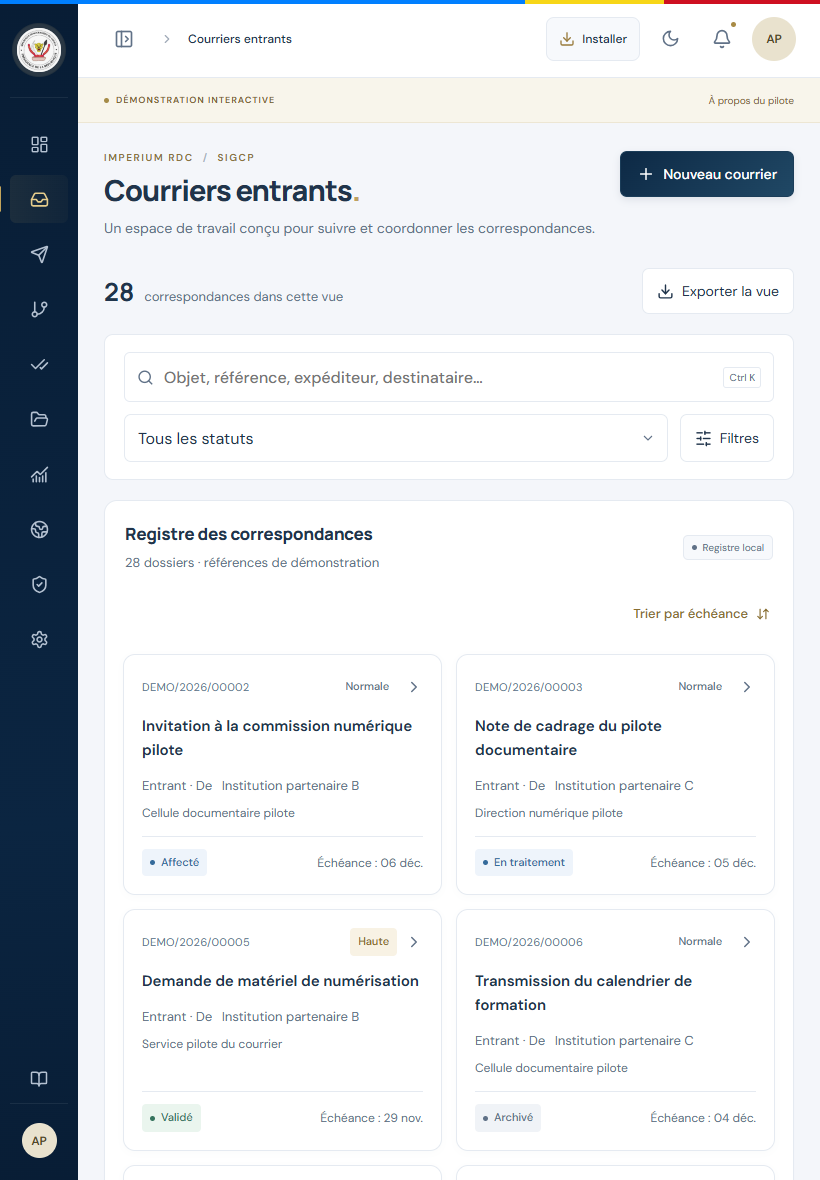 Courriers entrants
Installer
AP
DÉMONSTRATION INTERACTIVE
À propos du pilote
IMPERIUM RDC / SIGCP
Courriers entrants.
Nouveau courrier
Un espace de travail conçu pour suivre et coordonner les correspondances.
28 correspondances dans cette vue
Exporter la vue
Objet, référence, expéditeur, destinataire...
Ctrl K
Tous les statuts
Filtres
Registre des correspondances
28 dossiers · références de démonstration
Registre local
Trier par échéance
DEMO/2026/00002
Normale
Invitation à la commission numérique
pilote
Entrant · De Institution partenaire B
Cellule documentaire pilote
Affecté
Échéance : 06 déc.
DEMO/2026/00003
Normale
Note de cadrage du pilote
documentaire
Entrant · De Institution partenaire C
Direction numérique pilote
En traitement
Échéance : 05 déc.
DEMO/2026/00005
Haute
Demande de matériel de numérisation
Entrant · De Institution partenaire B
Service pilote du courrier
Validé
Échéance : 29 nov.
DEMO/2026/00006
Normale
Transmission du calendrier de
formation
Entrant · De Institution partenaire C
Cellule documentaire pilote
Archivé
Échéance : 04 déc.
AP